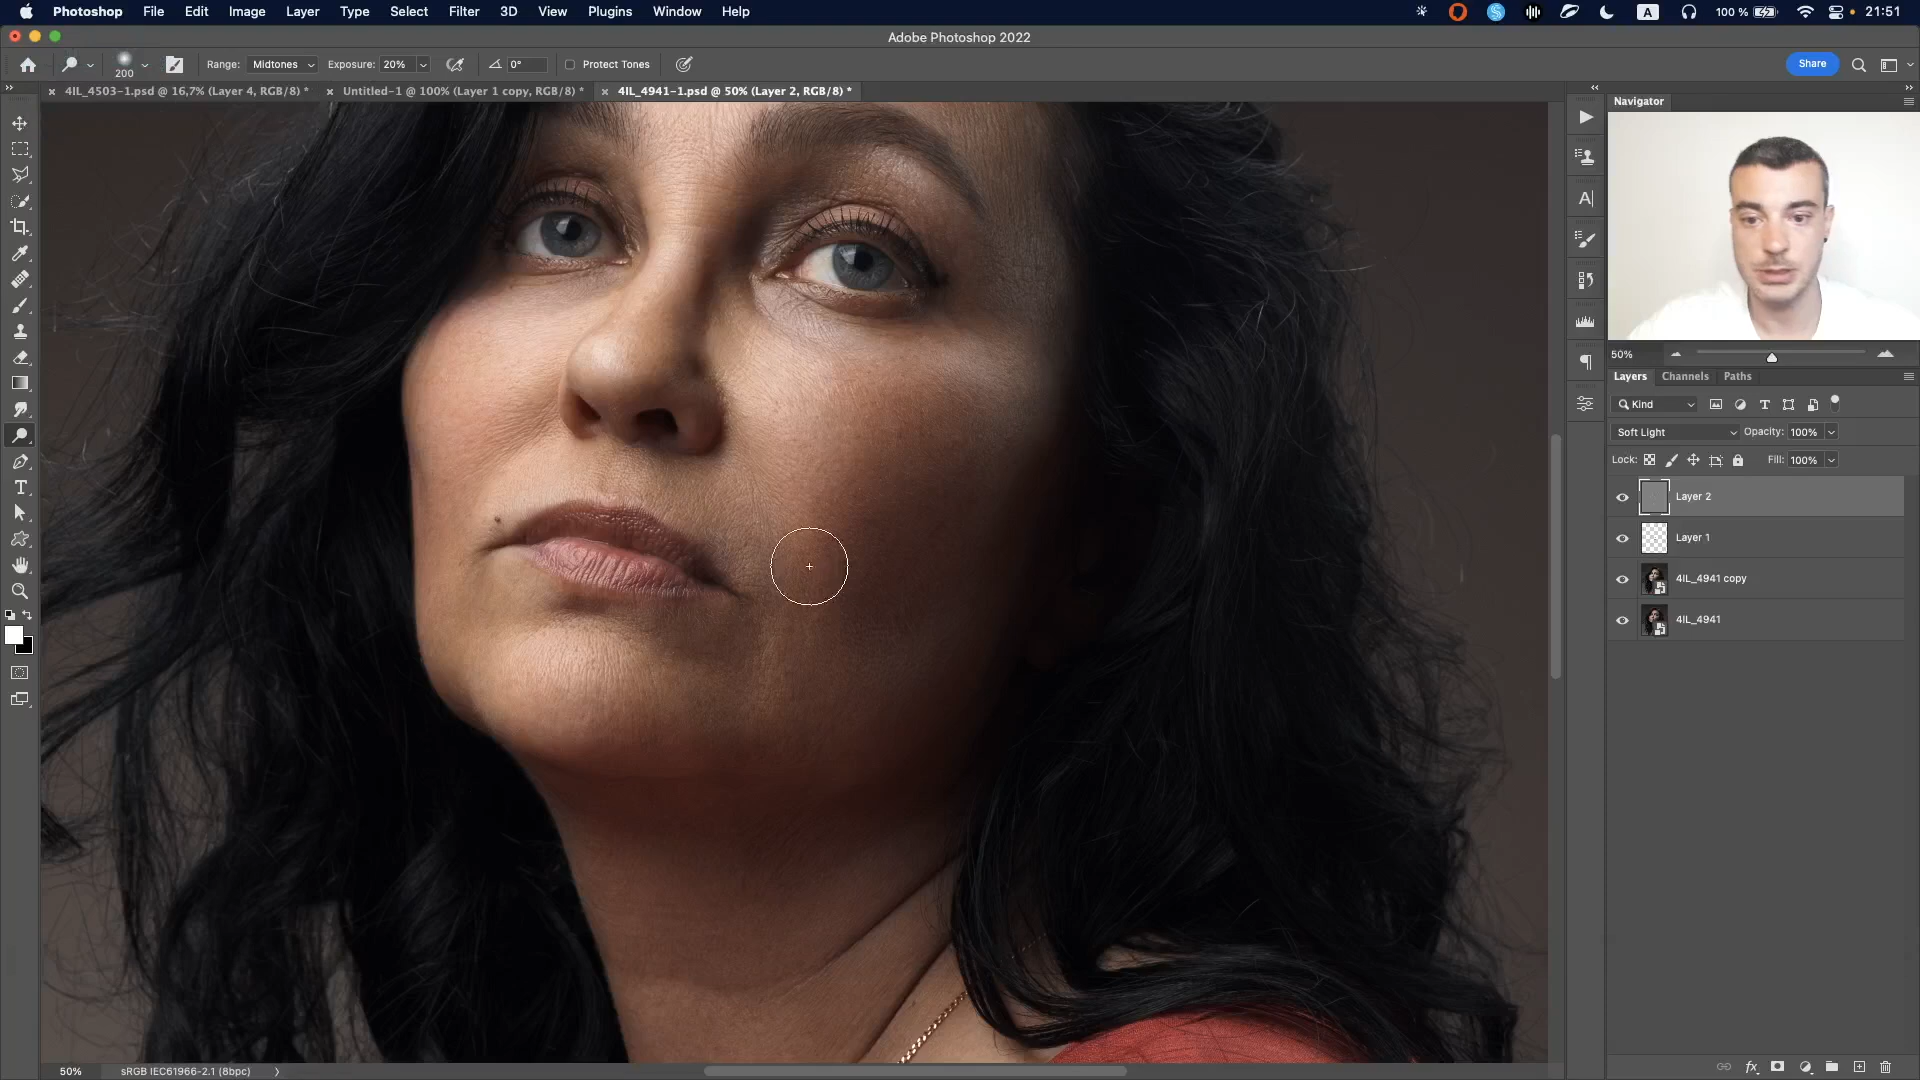 Photoshop File Edit Image Layer Type Select Filter 3D View Plugins Window Help A 100 % 21:51
Adobe Photoshop 2022
200 Range: Midtones Exposure: 20% 0° Protect Tones Share
4IL_4503-1.psd @ 16,7% (Layer 4, RGB/8) * Untitled-1 @ 100% (Layer 1 copy, RGB/8) * 4IL_4941-1.psd @ 50% (Layer 2, RGB/8) *
Navigator
50%
Layers Channels Paths
Kind
Soft Light Opacity: 100%
Lock: Fill: 100%
Layer 2
Layer 1
4IL_4941 copy
4IL_4941
50% sRGB IEC61966-2.1 (8bpc)